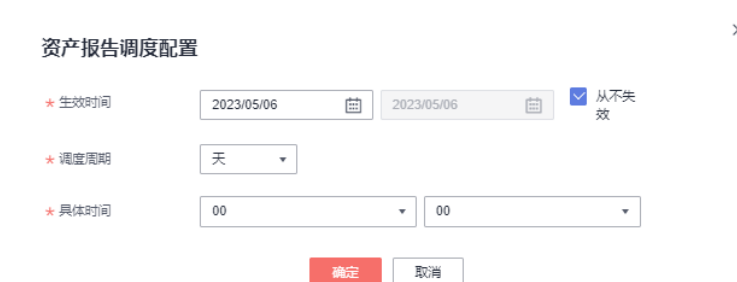 资产报告调度配置
* 生效时间 2023/05/06 2023/05/06 从不失
效
* 调度周期 天
* 具体时间 00 00
确定 取消